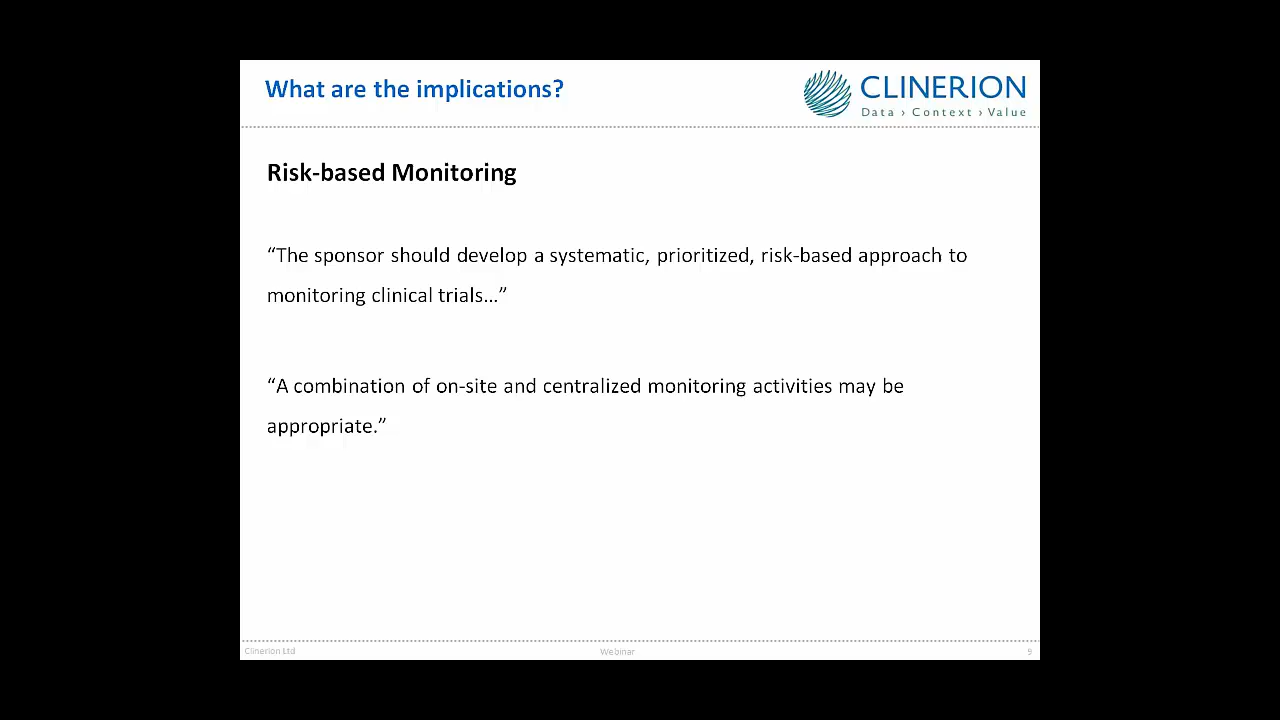 What are the implications?
CLINERION
Data › Context › Value
Risk-based Monitoring
“The sponsor should develop a systematic, prioritized, risk-based approach to
monitoring clinical trials…”
“A combination of on-site and centralized monitoring activities may be
appropriate.”
Clinerion Ltd
Webinar
9